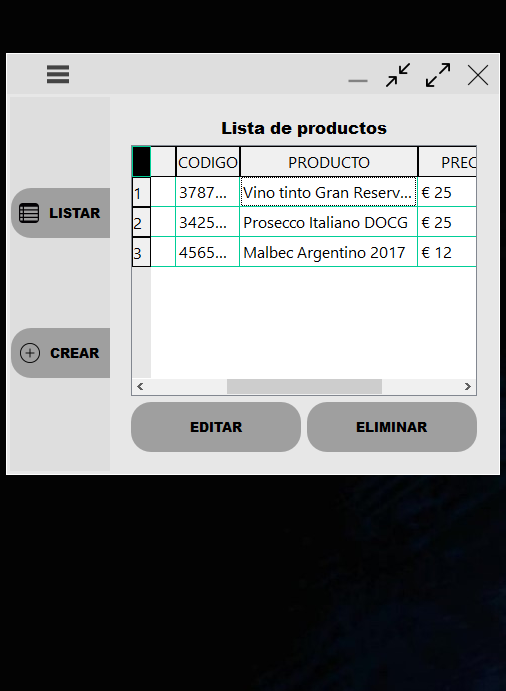 Lista de productos
CODIGO PRODUCTO PREC
1 3787... Vino tinto Gran Reserv... € 25
2 3425... Prosecco Italiano DOCG € 25
3 4565... Malbec Argentino 2017 € 12
LISTAR
CREAR
EDITAR ELIMINAR